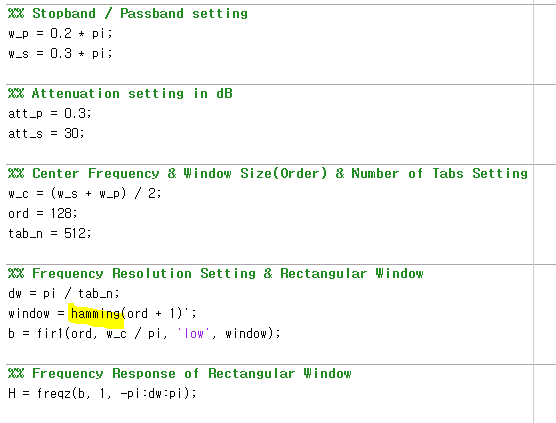 %% Stopband / Passband setting
w_p = 0.2 * pi;
w_s = 0.3 * pi;
%% Attenuation setting in dB
att_p = 0.3;
att_s = 30;
%% Center Frequency & Window Size(Order) & Number of Tabs Setting
w_c = (w_s + w_p) / 2;
ord = 128;
tab_n = 512;
%% Frequency Resolution Setting & Rectangular Window
dw = pi / tab_n;
window = hamming(ord + 1)';
b = fir1(ord, w_c / pi, 'low', window);
%% Frequency Response of Rectangular Window
H = freqz(b, 1, -pi:dw:pi);